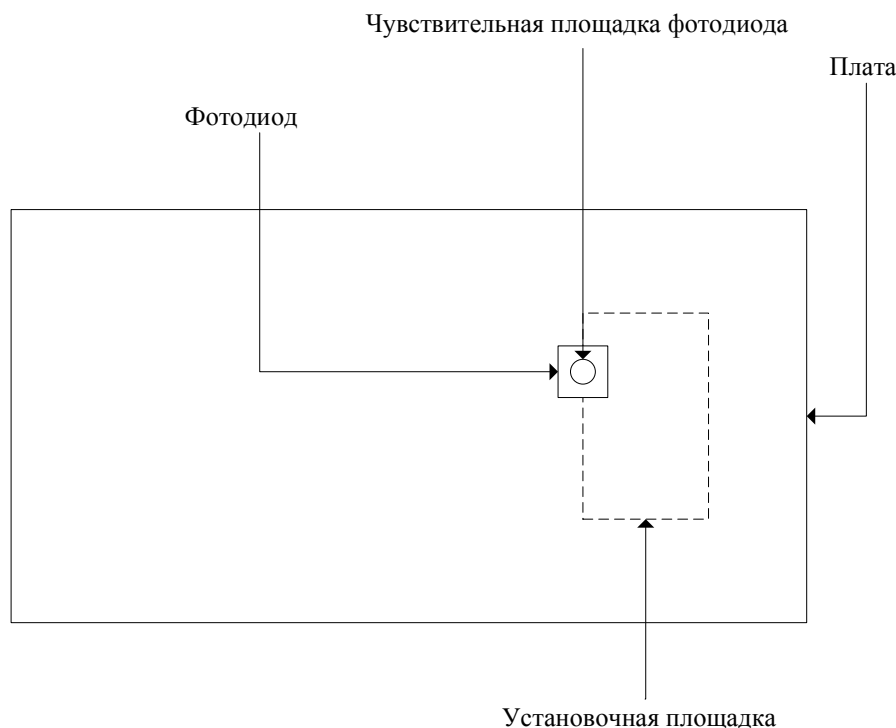 Чувствительная площадка фотодиода
Плата
Фотодиод
Установочная площадка